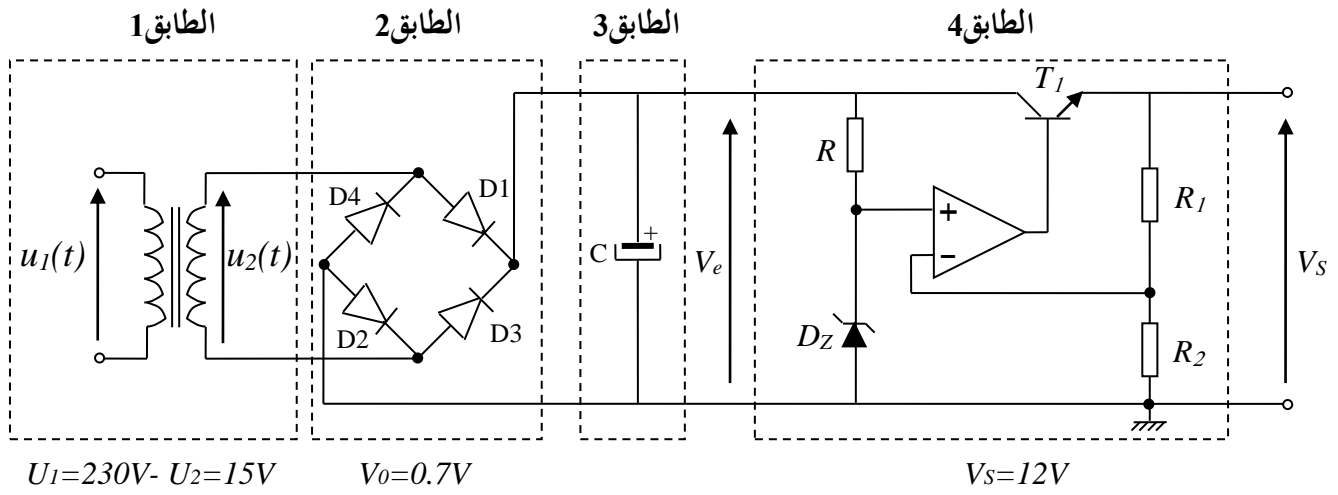 الطابق1 الطابق2 الطابق3 الطابق4
T1
D4 D1
R
+
R1
u1(t) u2(t) C + Ve VS
−
D2 D3
DZ
R2
U1=230V- U2=15V V0=0.7V VS=12V